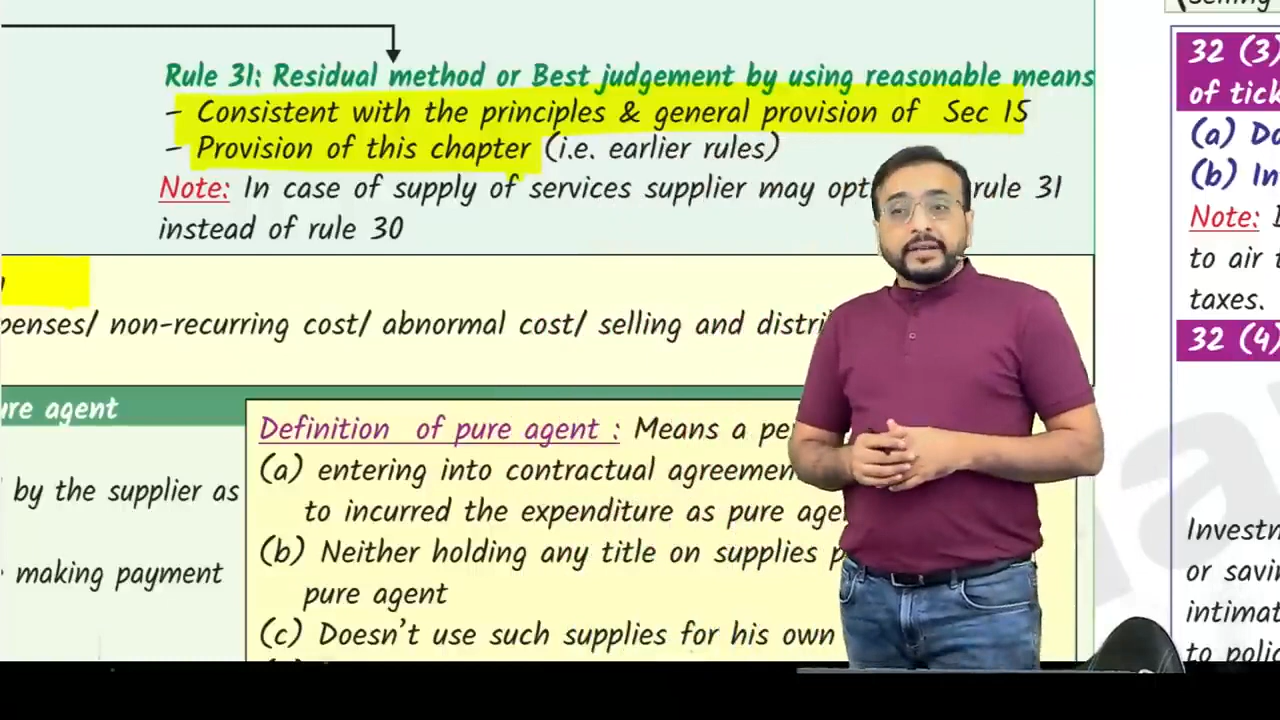 Rule 31: Residual method or Best judgement by using reasonable means
– Consistent with the principles & general provision of Sec 15
– Provision of this chapter (i.e. earlier rules)
Note: In case of supply of services supplier may opt rule 31
instead of rule 30
penses/ non-recurring cost/ abnormal cost/ selling and distri
ure agent
by the supplier as
making payment
Definition of pure agent : Means a pe
(a) entering into contractual agreemen
to incurred the expenditure as pure age
(b) Neither holding any title on supplies p
pure agent
(c) Doesn't use such supplies for his own
32 (3)
of tick
(a) Do
(b) In
Note:
to air t
taxes.
32 (4)
Investm
or savin
intimat
to polic